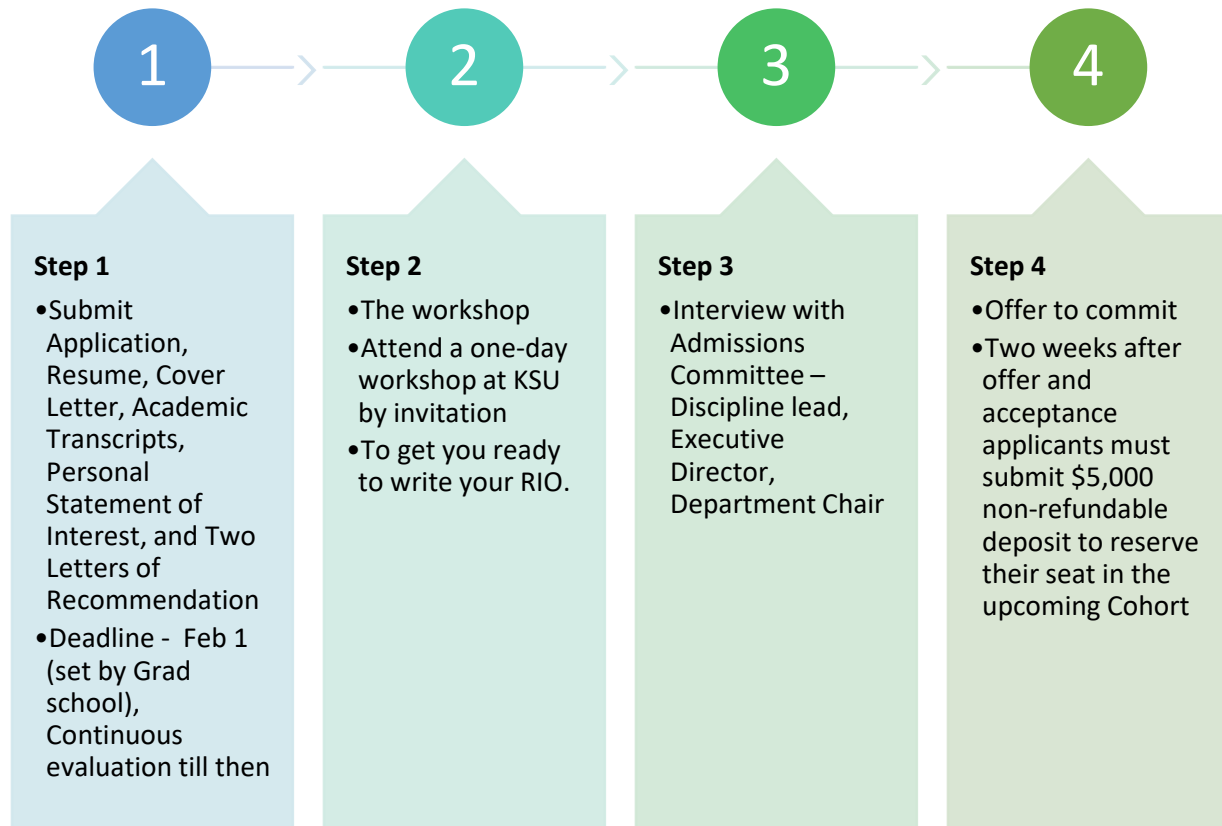 1
2
3
4
Step 1
•Submit
Application,
Resume, Cover
Letter, Academic
Transcripts,
Personal
Statement of
Interest, and Two
Letters of
Recommendation
•Deadline - Feb 1
(set by Grad
school),
Continuous
evaluation till then
Step 2
•The workshop
•Attend a one-day
workshop at KSU
by invitation
•To get you ready
to write your RIO.
Step 3
•Interview with
Admissions
Committee –
Discipline lead,
Executive
Director,
Department Chair
Step 4
•Offer to commit
•Two weeks after
offer and
acceptance
applicants must
submit $5,000
non-refundable
deposit to reserve
their seat in the
upcoming Cohort